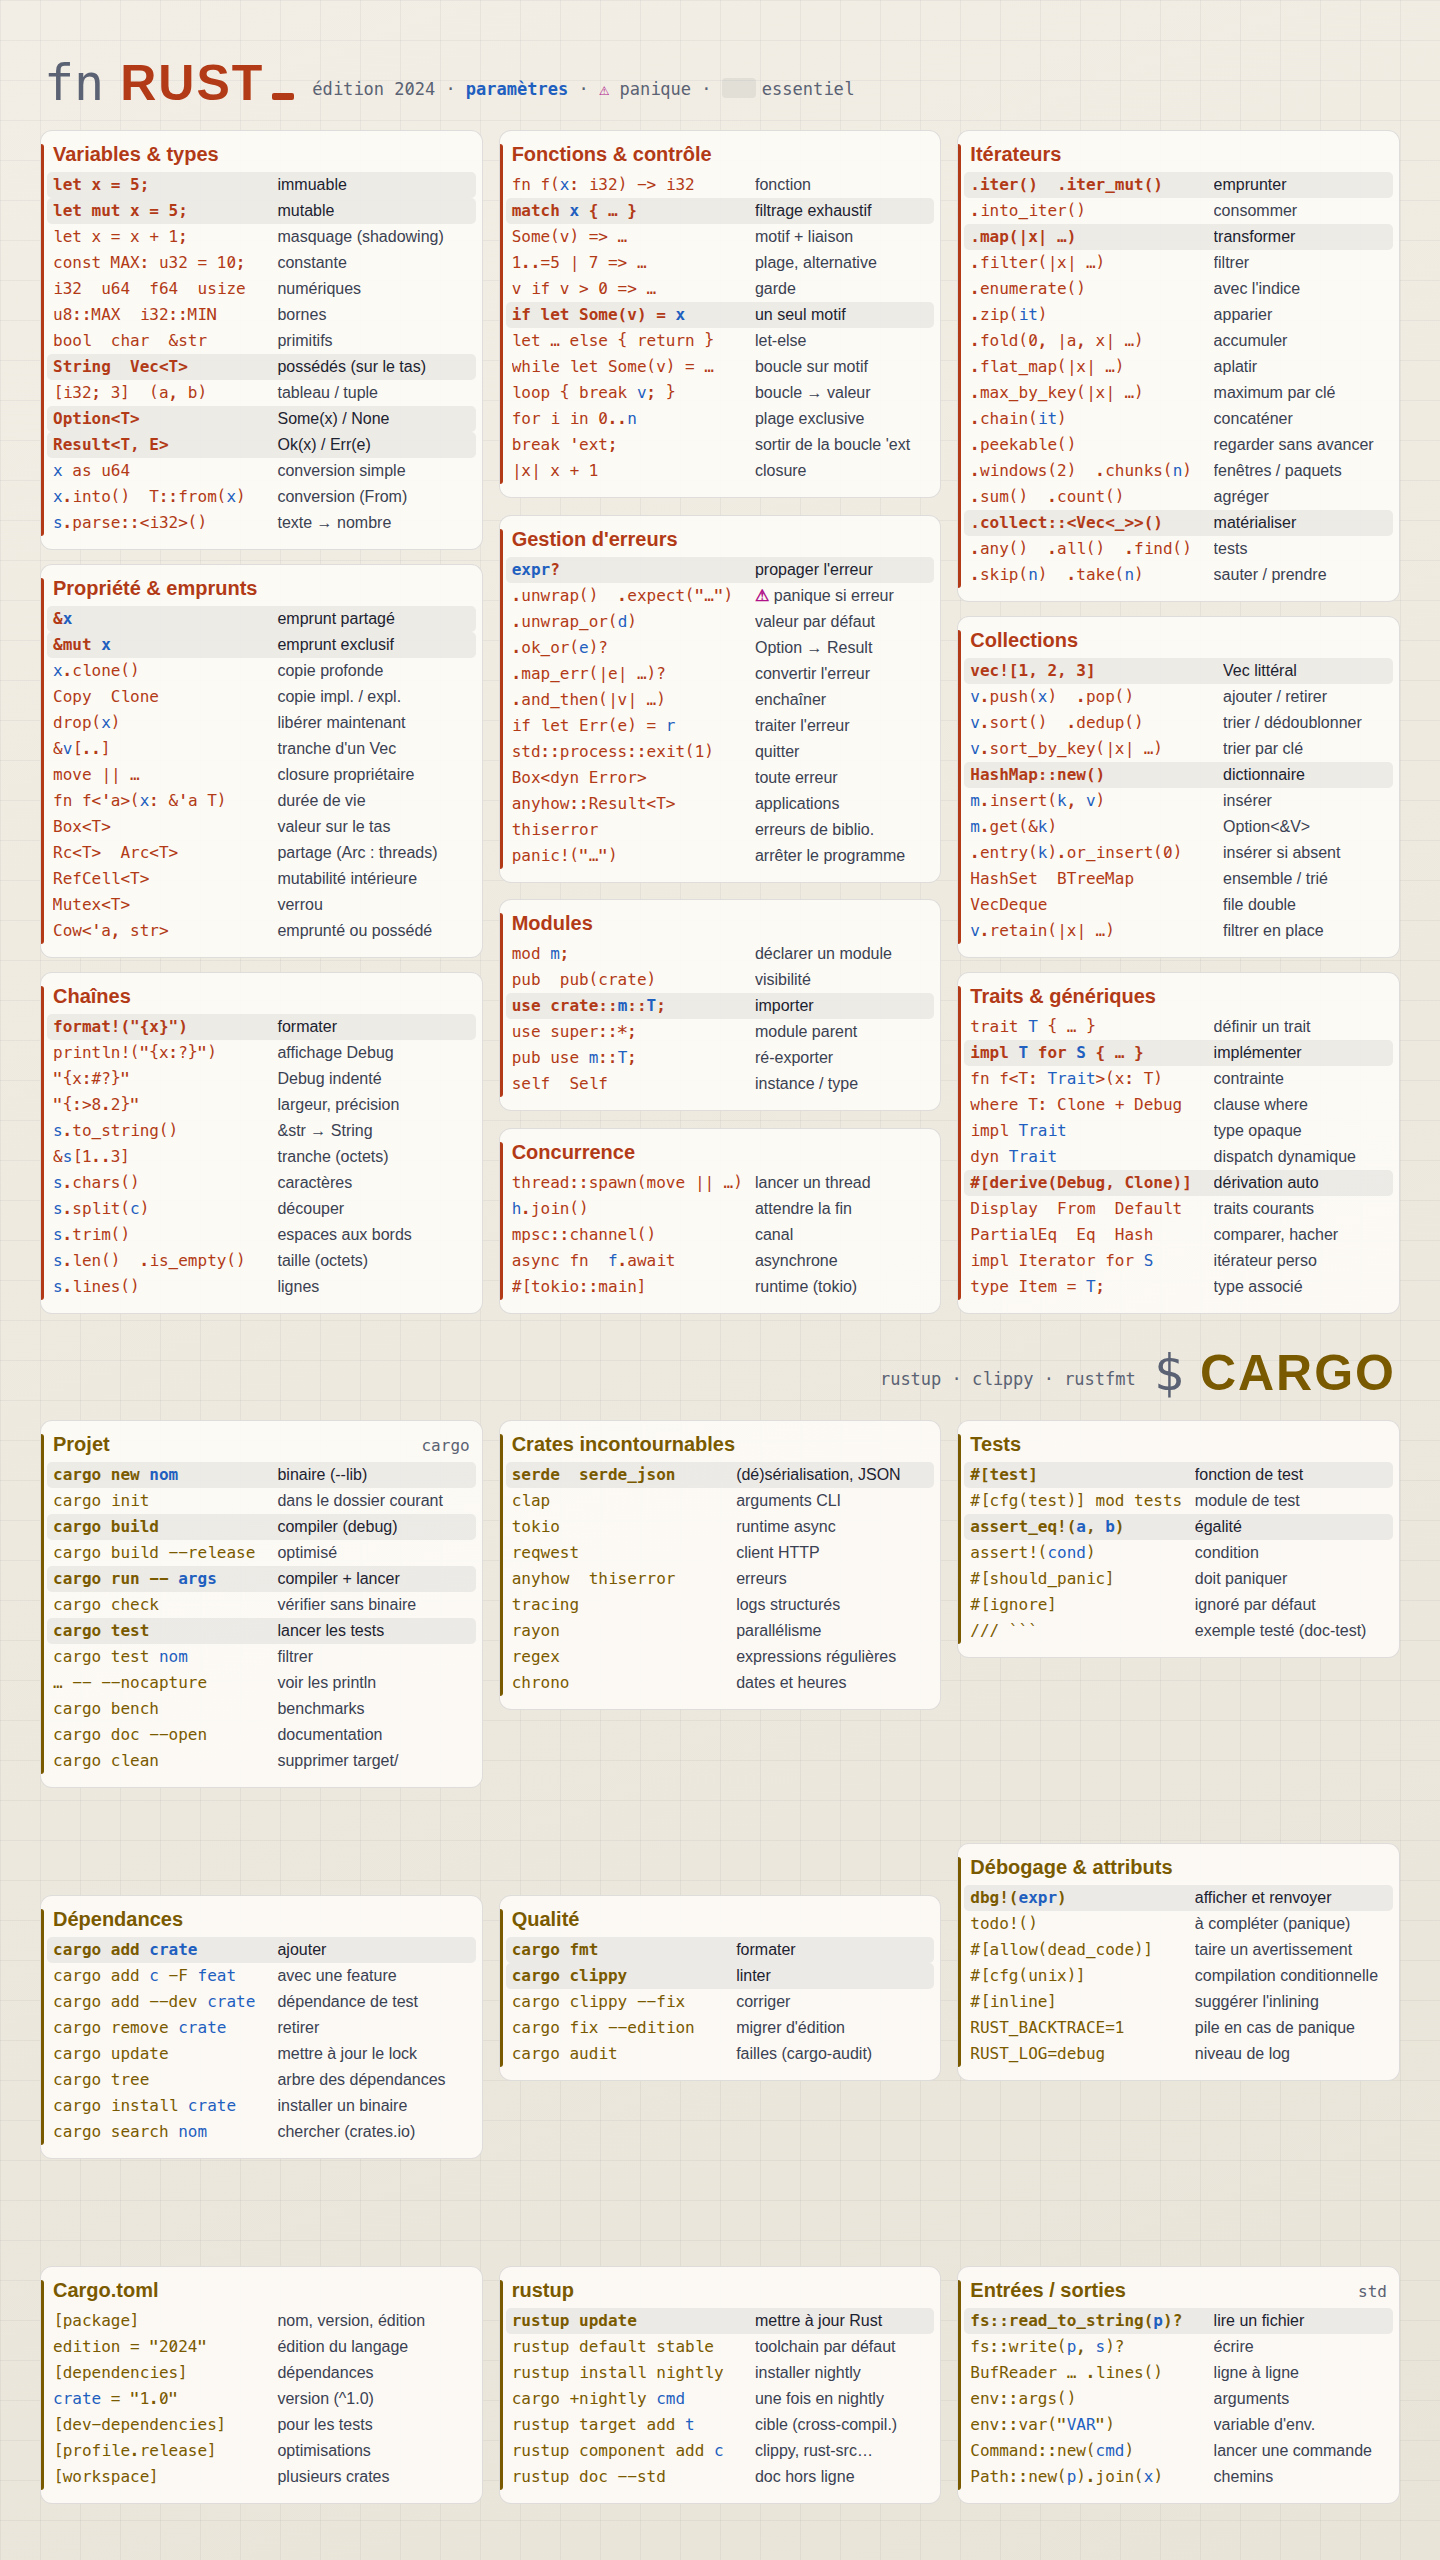 fn RUST_ édition 2024 · paramètres · ⚠ panique · essentiel
Variables & types
let x = 5; immuable
let mut x = 5; mutable
let x = x + 1; masquage (shadowing)
const MAX: u32 = 10; constante
i32 u64 f64 usize numériques
u8::MAX i32::MIN bornes
bool char &str primitifs
String Vec<T> possédés (sur le tas)
[i32; 3] (a, b) tableau / tuple
Option<T> Some(x) / None
Result<T, E> Ok(x) / Err(e)
x as u64 conversion simple
x.into() T::from(x) conversion (From)
s.parse::<i32>() texte → nombre
Propriété & emprunts
&x emprunt partagé
&mut x emprunt exclusif
x.clone() copie profonde
Copy Clone copie impl. / expl.
drop(x) libérer maintenant
&v[..] tranche d'un Vec
move || … closure propriétaire
fn f<'a>(x: &'a T) durée de vie
Box<T> valeur sur le tas
Rc<T> Arc<T> partage (Arc : threads)
RefCell<T> mutabilité intérieure
Mutex<T> verrou
Cow<'a, str> emprunté ou possédé
Chaînes
format!("{x}") formater
println!("{x:?}") affichage Debug
"{x:#?}" Debug indenté
"{:>8.2}" largeur, précision
s.to_string() &str → String
&s[1..3] tranche (octets)
s.chars() caractères
s.split(c) découper
s.trim() espaces aux bords
s.len() .is_empty() taille (octets)
s.lines() lignes
Fonctions & contrôle
fn f(x: i32) -> i32 fonction
match x { … } filtrage exhaustif
Some(v) => … motif + liaison
1..=5 | 7 => … plage, alternative
v if v > 0 => … garde
if let Some(v) = x un seul motif
let … else { return } let-else
while let Some(v) = … boucle sur motif
loop { break v; } boucle → valeur
for i in 0..n plage exclusive
break 'ext; sortir de la boucle 'ext
|x| x + 1 closure
Gestion d'erreurs
expr? propager l'erreur
.unwrap() .expect("…") ⚠ panique si erreur
.unwrap_or(d) valeur par défaut
.ok_or(e)? Option → Result
.map_err(|e| …)? convertir l'erreur
.and_then(|v| …) enchaîner
if let Err(e) = r traiter l'erreur
std::process::exit(1) quitter
Box<dyn Error> toute erreur
anyhow::Result<T> applications
thiserror erreurs de biblio.
panic!("…") arrêter le programme
Modules
mod m; déclarer un module
pub pub(crate) visibilité
use crate::m::T; importer
use super::*; module parent
pub use m::T; ré-exporter
self Self instance / type
Concurrence
thread::spawn(move || …) lancer un thread
h.join() attendre la fin
mpsc::channel() canal
async fn f.await asynchrone
#[tokio::main] runtime (tokio)
Itérateurs
.iter() .iter_mut() emprunter
.into_iter() consommer
.map(|x| …) transformer
.filter(|x| …) filtrer
.enumerate() avec l'indice
.zip(it) apparier
.fold(0, |a, x| …) accumuler
.flat_map(|x| …) aplatir
.max_by_key(|x| …) maximum par clé
.chain(it) concaténer
.peekable() regarder sans avancer
.windows(2) .chunks(n) fenêtres / paquets
.sum() .count() agréger
.collect::<Vec<_>>() matérialiser
.any() .all() .find() tests
.skip(n) .take(n) sauter / prendre
Collections
vec![1, 2, 3] Vec littéral
v.push(x) .pop() ajouter / retirer
v.sort() .dedup() trier / dédoublonner
v.sort_by_key(|x| …) trier par clé
HashMap::new() dictionnaire
m.insert(k, v) insérer
m.get(&k) Option<&V>
.entry(k).or_insert(0) insérer si absent
HashSet BTreeMap ensemble / trié
VecDeque file double
v.retain(|x| …) filtrer en place
Traits & génériques
trait T { … } définir un trait
impl T for S { … } implémenter
fn f<T: Trait>(x: T) contrainte
where T: Clone + Debug clause where
impl Trait type opaque
dyn Trait dispatch dynamique
#[derive(Debug, Clone)] dérivation auto
Display From Default traits courants
PartialEq Eq Hash comparer, hacher
impl Iterator for S itérateur perso
type Item = T; type associé
rustup · clippy · rustfmt $ CARGO
Projet cargo
cargo new nom binaire (--lib)
cargo init dans le dossier courant
cargo build compiler (debug)
cargo build --release optimisé
cargo run -- args compiler + lancer
cargo check vérifier sans binaire
cargo test lancer les tests
cargo test nom filtrer
… -- --nocapture voir les println
cargo bench benchmarks
cargo doc --open documentation
cargo clean supprimer target/
Crates incontournables
serde serde_json (dé)sérialisation, JSON
clap arguments CLI
tokio runtime async
reqwest client HTTP
anyhow thiserror erreurs
tracing logs structurés
rayon parallélisme
regex expressions régulières
chrono dates et heures
Tests
#[test] fonction de test
#[cfg(test)] mod tests module de test
assert_eq!(a, b) égalité
assert!(cond) condition
#[should_panic] doit paniquer
#[ignore] ignoré par défaut
/// ``` exemple testé (doc-test)
Dépendances
cargo add crate ajouter
cargo add c -F feat avec une feature
cargo add --dev crate dépendance de test
cargo remove crate retirer
cargo update mettre à jour le lock
cargo tree arbre des dépendances
cargo install crate installer un binaire
cargo search nom chercher (crates.io)
Qualité
cargo fmt formater
cargo clippy linter
cargo clippy --fix corriger
cargo fix --edition migrer d'édition
cargo audit failles (cargo-audit)
Débogage & attributs
dbg!(expr) afficher et renvoyer
todo!() à compléter (panique)
#[allow(dead_code)] taire un avertissement
#[cfg(unix)] compilation conditionnelle
#[inline] suggérer l'inlining
RUST_BACKTRACE=1 pile en cas de panique
RUST_LOG=debug niveau de log
Cargo.toml
[package] nom, version, édition
edition = "2024" édition du langage
[dependencies] dépendances
crate = "1.0" version (^1.0)
[dev-dependencies] pour les tests
[profile.release] optimisations
[workspace] plusieurs crates
rustup
rustup update mettre à jour Rust
rustup default stable toolchain par défaut
rustup install nightly installer nightly
cargo +nightly cmd une fois en nightly
rustup target add t cible (cross-compil.)
rustup component add c clippy, rust-src…
rustup doc --std doc hors ligne
Entrées / sorties std
fs::read_to_string(p)? lire un fichier
fs::write(p, s)? écrire
BufReader … .lines() ligne à ligne
env::args() arguments
env::var("VAR") variable d'env.
Command::new(cmd) lancer une commande
Path::new(p).join(x) chemins